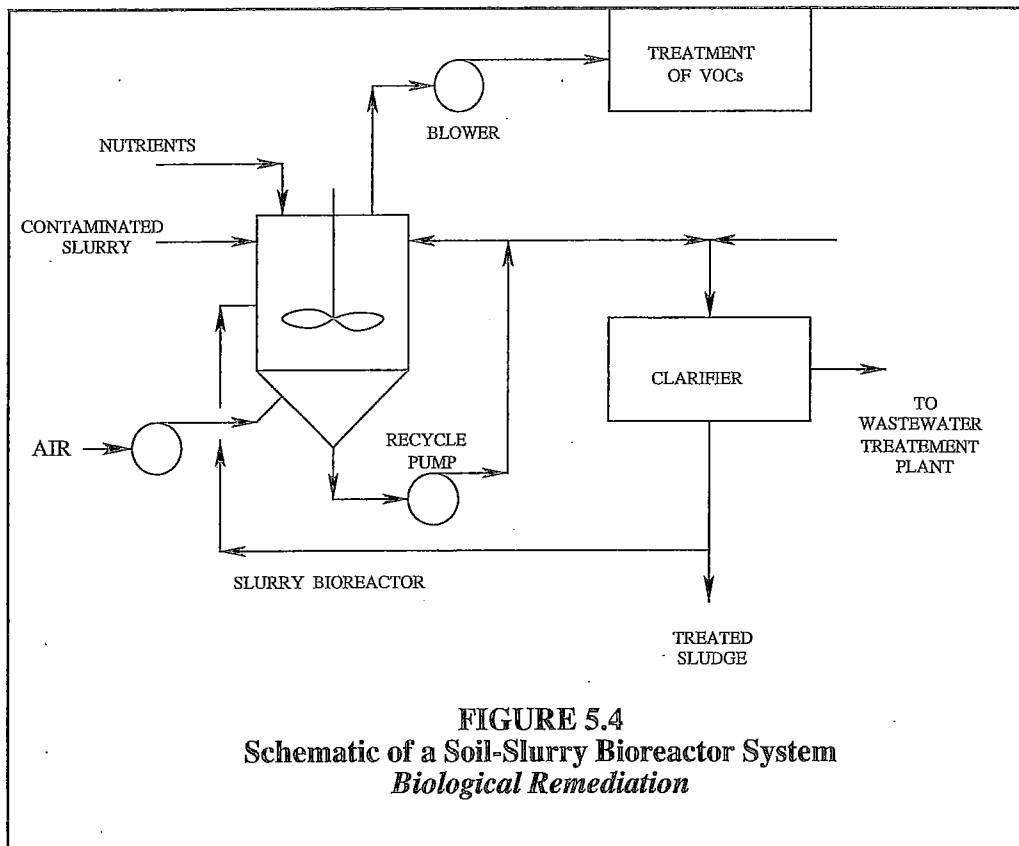 TREATMENT
OF VOCs
BLOWER
NUTRIENTS
CONTAMINATED
SLURRY
CLARIFIER
TO
WASTEWATER
TREATEMENT
PLANT
AIR
RECYCLE
PUMP
SLURRY BIOREACTOR
TREATED
SLUDGE
FIGURE 5.4
Schematic of a Soil-Slurry Bioreactor System
Biological Remediation